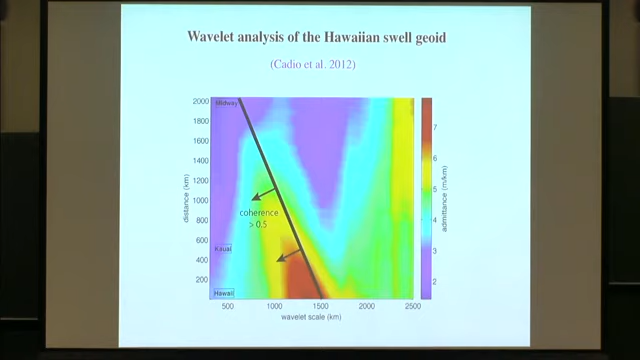 Wavelet analysis of the Hawaiian swell geoid
(Cadio et al. 2012)
2000
1800
1600
1400
1200
1000
800
600
400
200
distance (km)
Midway
Kauai
Hawaii
coherence
> 0.5
500
1000
1500
2000
2500
wavelet scale (km)
7
6
5
4
3
2
admittance (m/km)